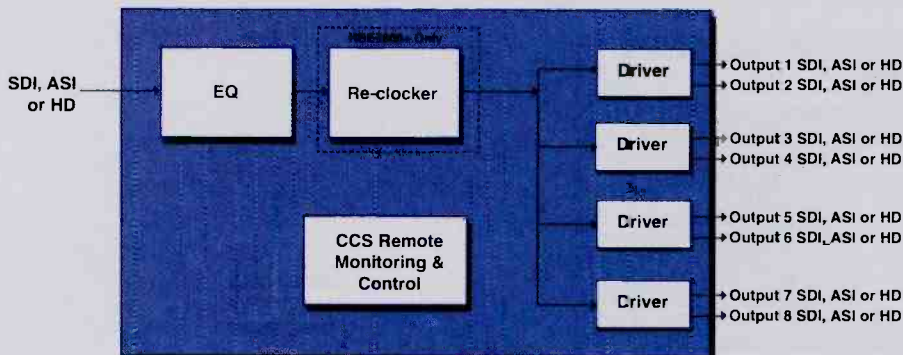 Only
SDI, ASI
or HD
EQ
Re-clocker
CCS Remote
Monitoring &
Control
Driver
Driver
Driver
Driver
Output 1 SDI, ASI or HD
Output 2 SDI, ASI or HD
Output 3 SDI, ASI or HD
Output 4 SDI, ASI or HD
Output 5 SDI, ASI or HD
Output 6 SDI, ASI or HD
Output 7 SDI, ASI or HD
Output 8 SDI, ASI or HD